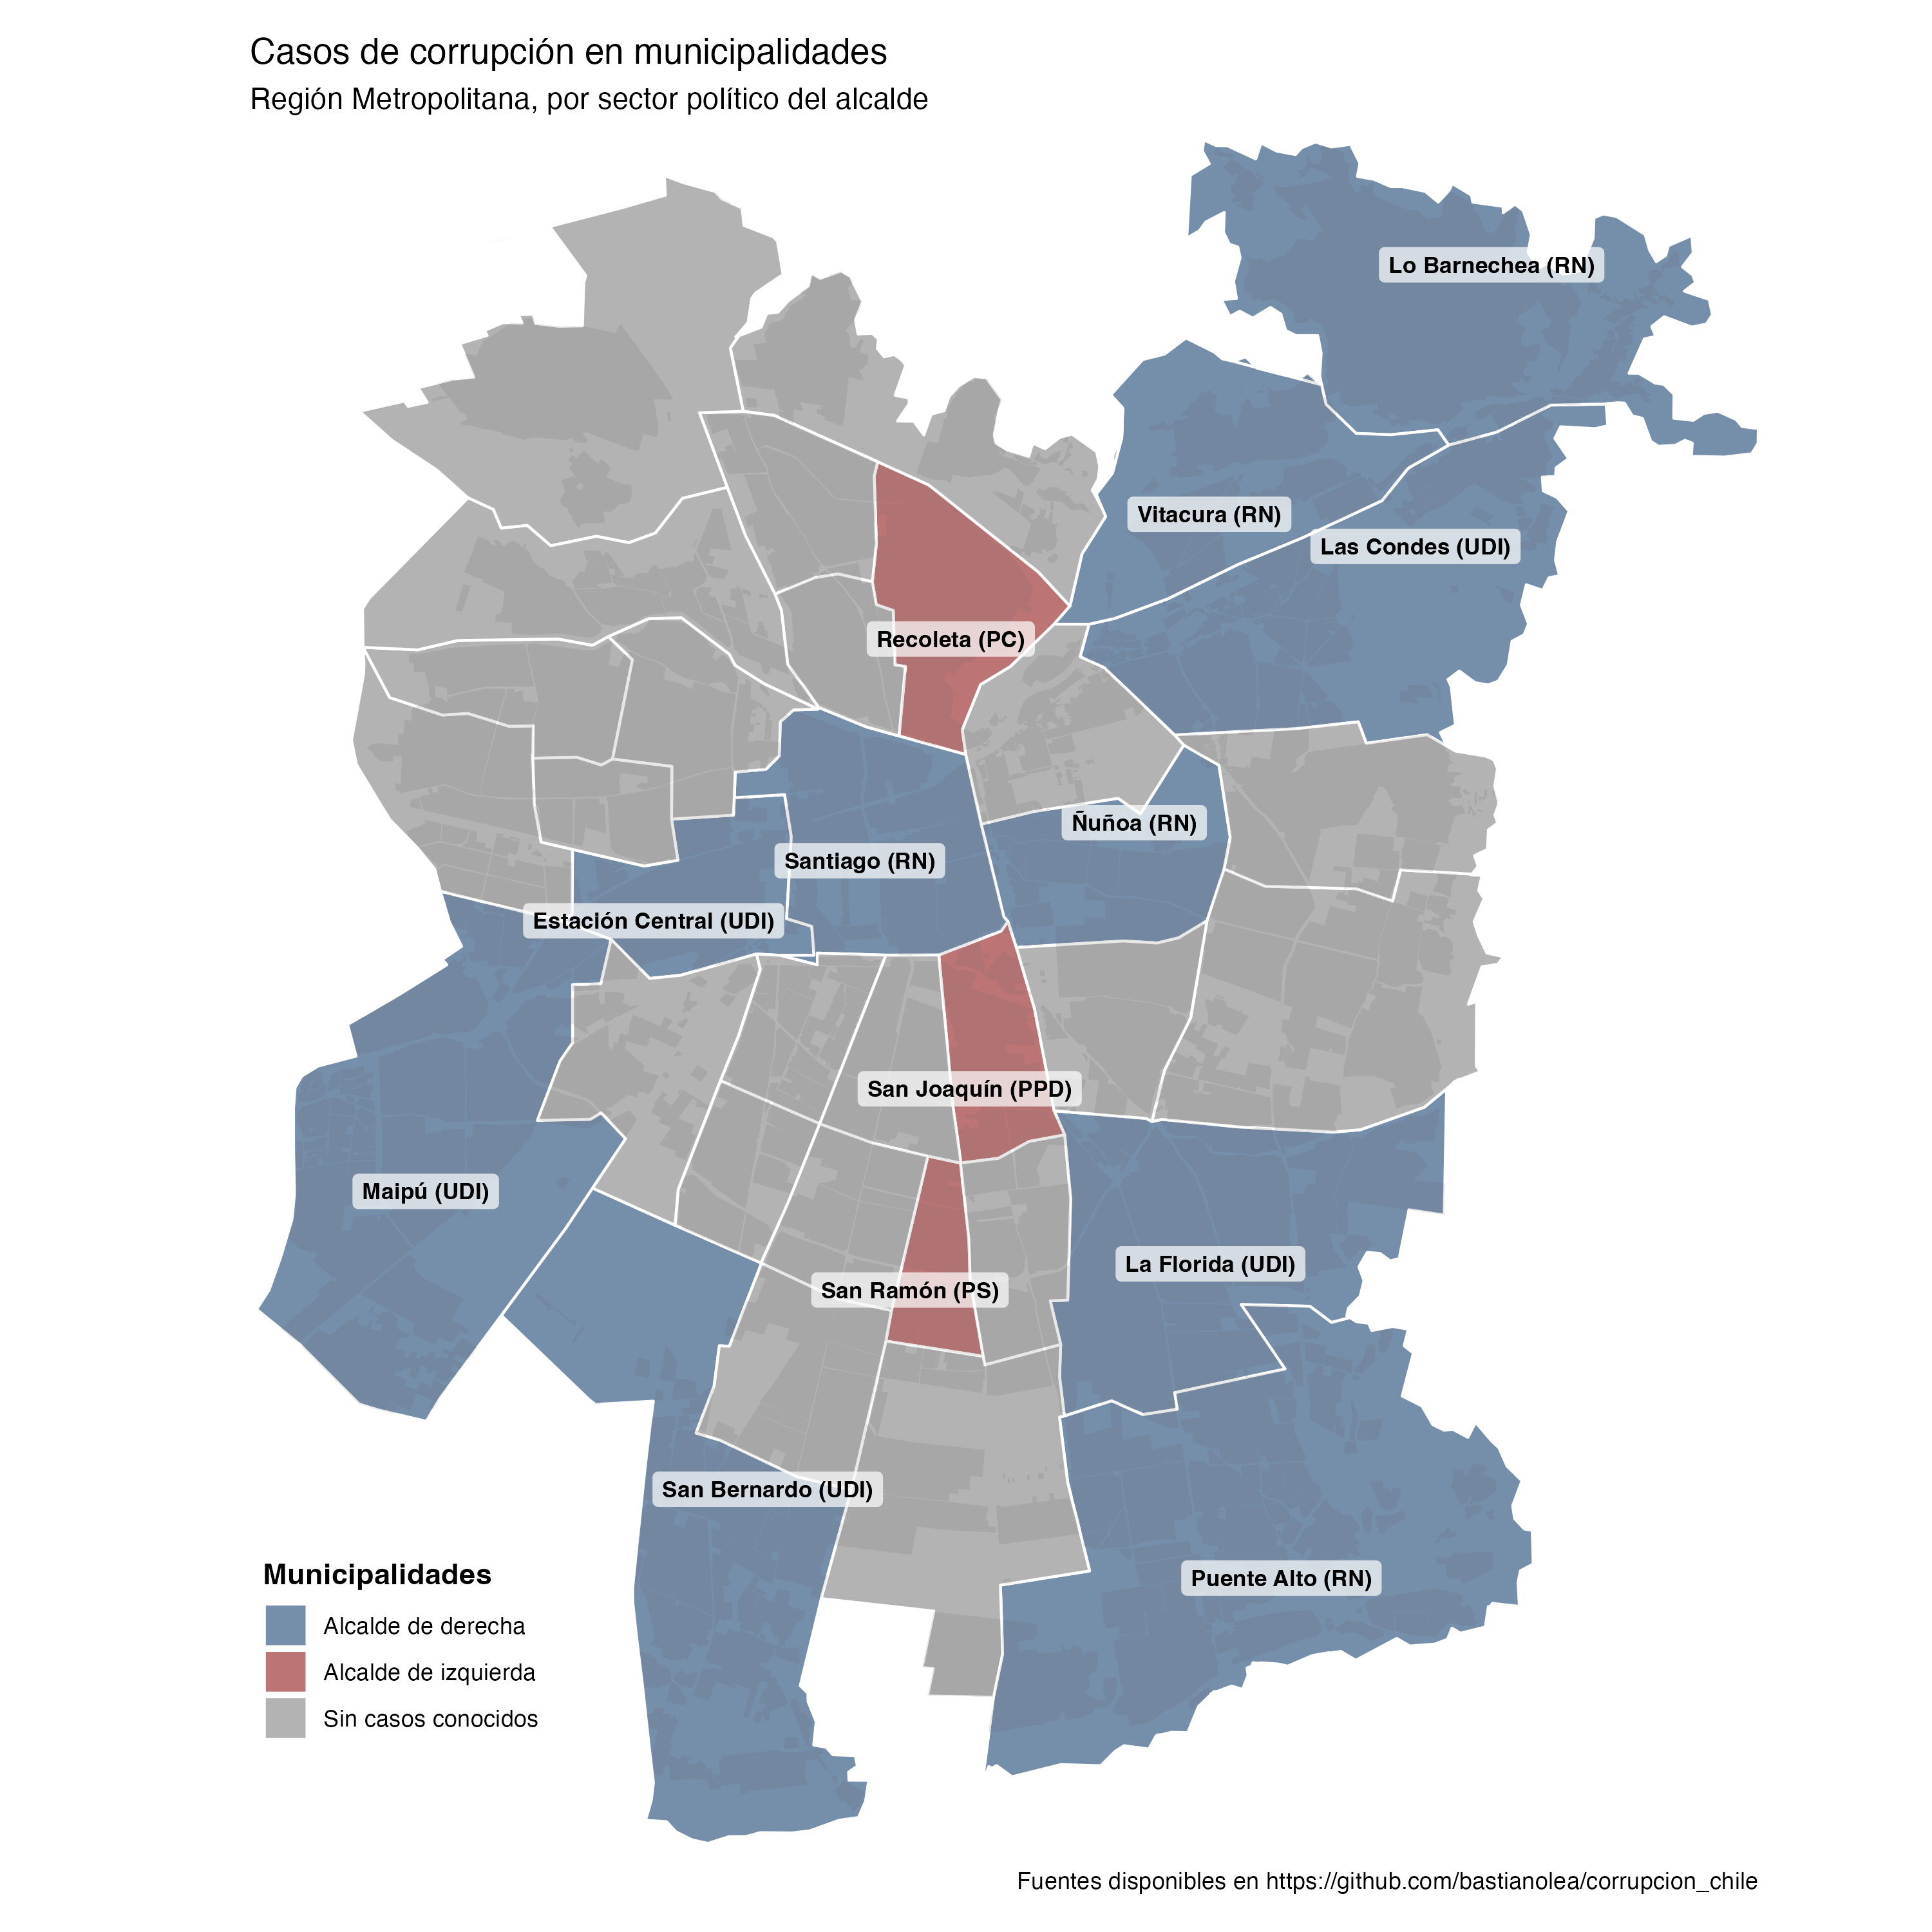 Casos de corrupción en municipalidades
Región Metropolitana, por sector político del alcalde
Lo Barnechea (RN)
Vitacura (RN)
Las Condes (UDI)
Recoleta (PC)
Ñuñoa (RN)
Santiago (RN)
Estación Central (UDI)
San Joaquín (PPD)
Maipú (UDI)
La Florida (UDI)
San Ramón (PS)
San Bernardo (UDI)
Puente Alto (RN)
Municipalidades
Alcalde de derecha
Alcalde de izquierda
Sin casos conocidos
Fuentes disponibles en https://github.com/bastianolea/corrupcion_chile